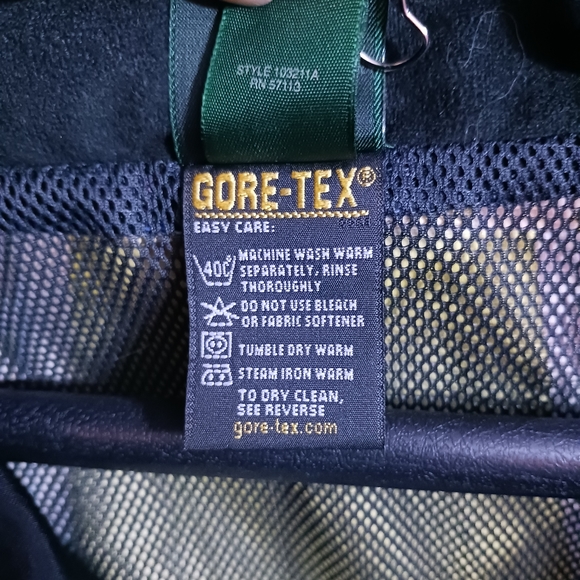 STYLE 103211A
RN 57113
GORE-TEX®
EASY CARE:
40C
MACHINE WASH WARM
SEPARATELY. RINSE
THOROUGHLY
DO NOT USE BLEACH
OR FABRIC SOFTENER
TUMBLE DRY WARM
STEAM IRON WARM
TO DRY CLEAN,
SEE REVERSE
gore-tex.com